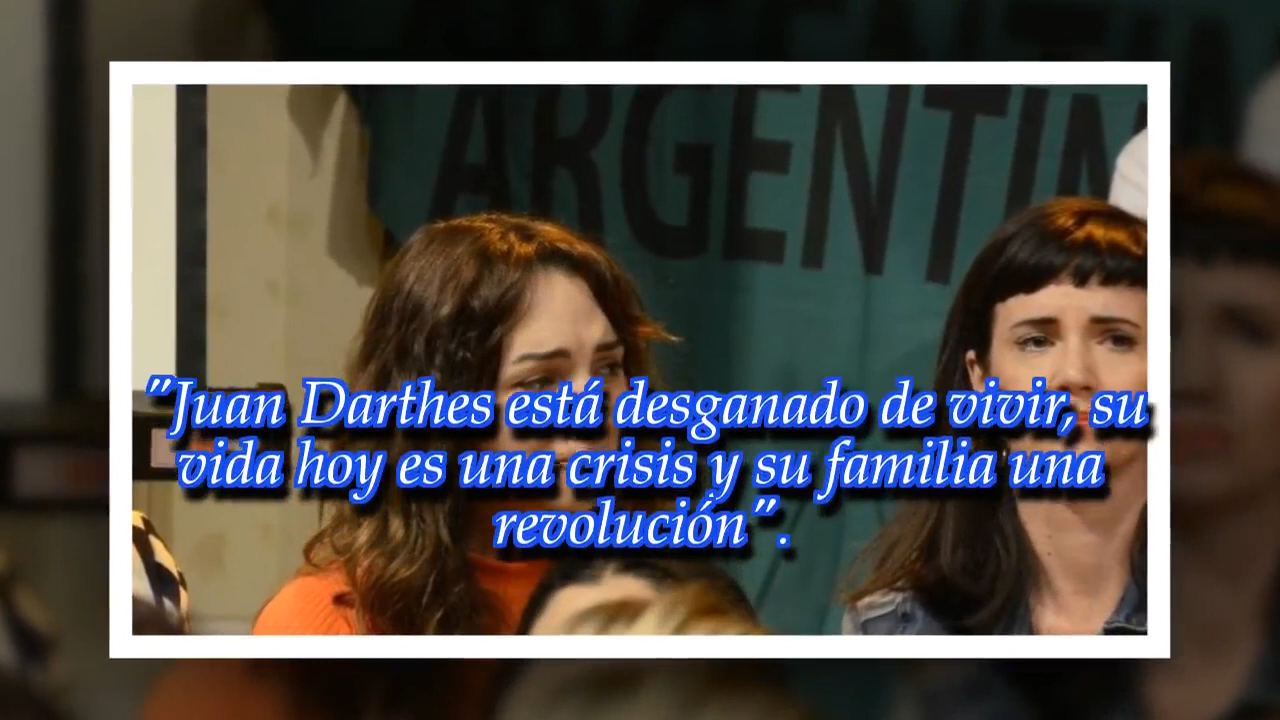 ARGENTIN
"Juan Darthes está desganado de vivir, su
vida hoy es una crisis y su familia una
revolución".